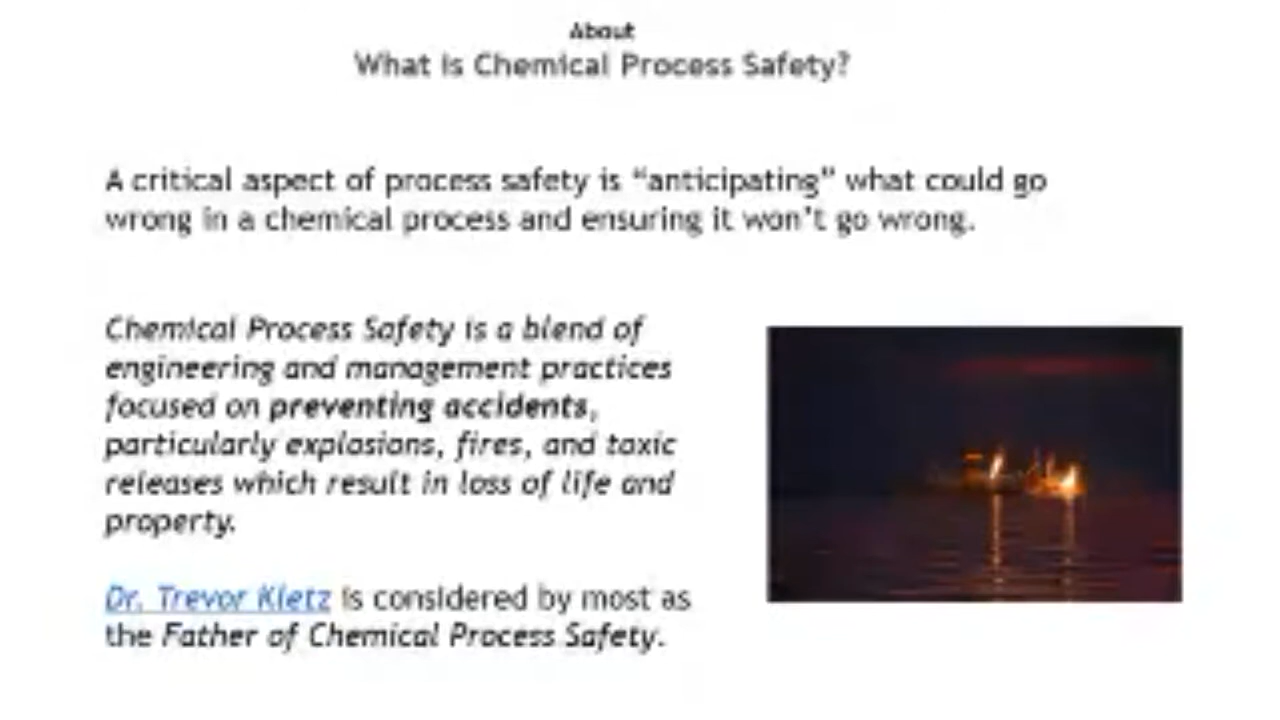 About
What is Chemical Process Safety?
A critical aspect of process safety is “anticipating” what could go
wrong in a chemical process and ensuring it won’t go wrong.
Chemical Process Safety is a blend of
engineering and management practices
focused on preventing accidents,
particularly explosions, fires, and toxic
releases which result in loss of life and
property.
Dr. Trevor Kletz is considered by most as
the Father of Chemical Process Safety.